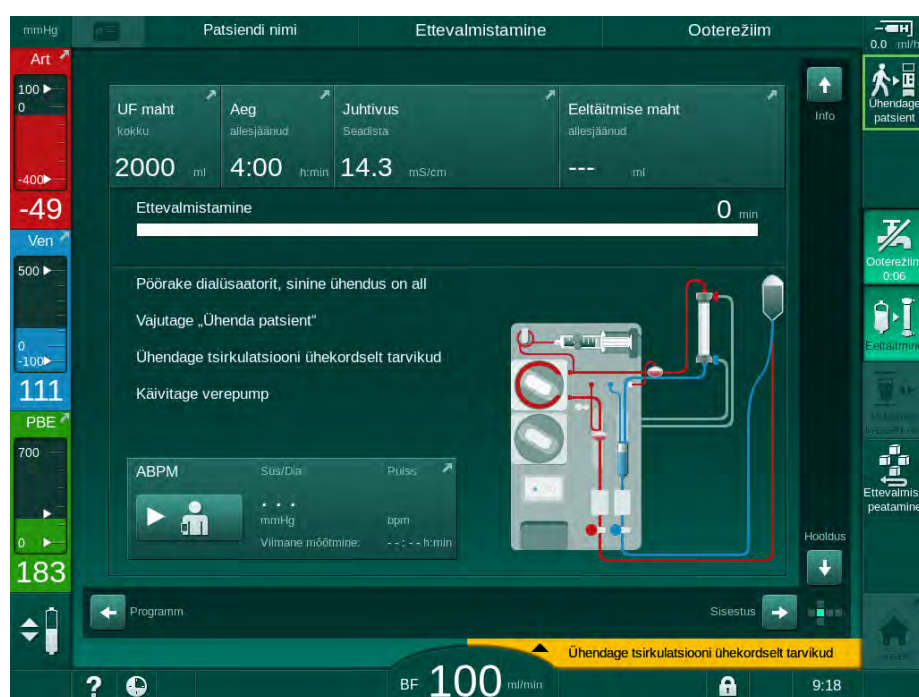 mmHg
Patsiendi nimi
Ettevalmistamine
Ooterežiim
0.0 ml/h
Art
100
0
-400
-49
Ven
500
0
-100
111
PBE
700
0
183
UF maht
kokku
2000 ml
Aeg
allesjäänud
4:00 h:min
Juhtivus
Seadista
14.3 mS/cm
Eeltäitmise maht
allesjäänud
--- ml
Info
Ettevalmistamine
0 min
Pöörake dialüsaatorit, sinine ühendus on all
Vajutage „Ühenda patsient“
Ühendage tsirkulatsiooni ühekordselt tarvikud
Käivitage verepump
ABPM
Süs/Dia
Pulss
. . .
mmHg
bpm
Viimane mõõtmine:
--:-- h:min
Hooldus
Programm
Sisestus
Ühendage
patsient
Ooterežiim
0:06
Eeltäitmine
Ettevalmis
peatamine
Ühendage tsirkulatsiooni ühekordselt tarvikud
?
BF 100 ml/min
9:18